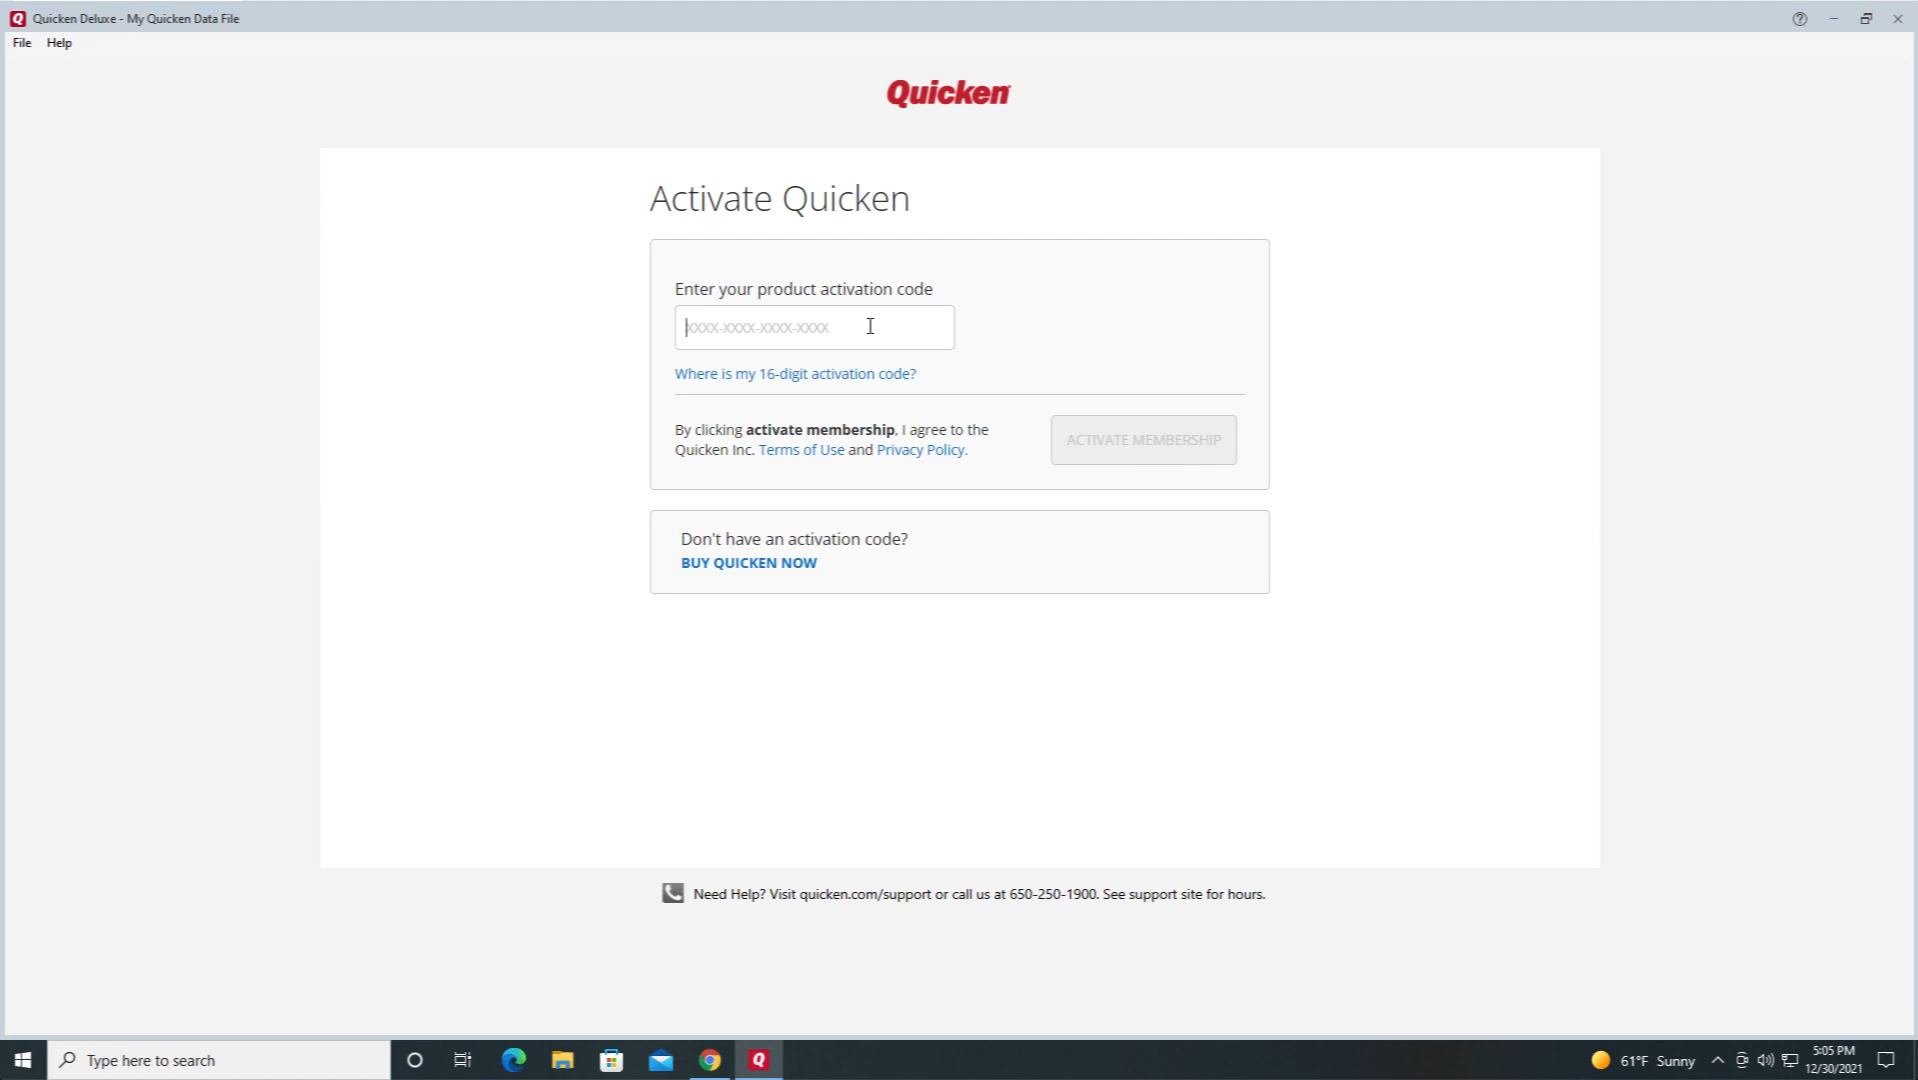 Quicken Deluxe - My Quicken Data File
File Help
Quicken
Activate Quicken
Enter your product activation code
xxxx-xxxx-xxxx-xxxx
Where is my 16-digit activation code?
By clicking activate membership, I agree to the
Quicken Inc. Terms of Use and Privacy Policy.
ACTIVATE MEMBERSHIP
Don't have an activation code?
BUY QUICKEN NOW
Need Help? Visit quicken.com/support or call us at 650-250-1900. See support site for hours.
Type here to search
61°F Sunny
5:05 PM
12/30/2021